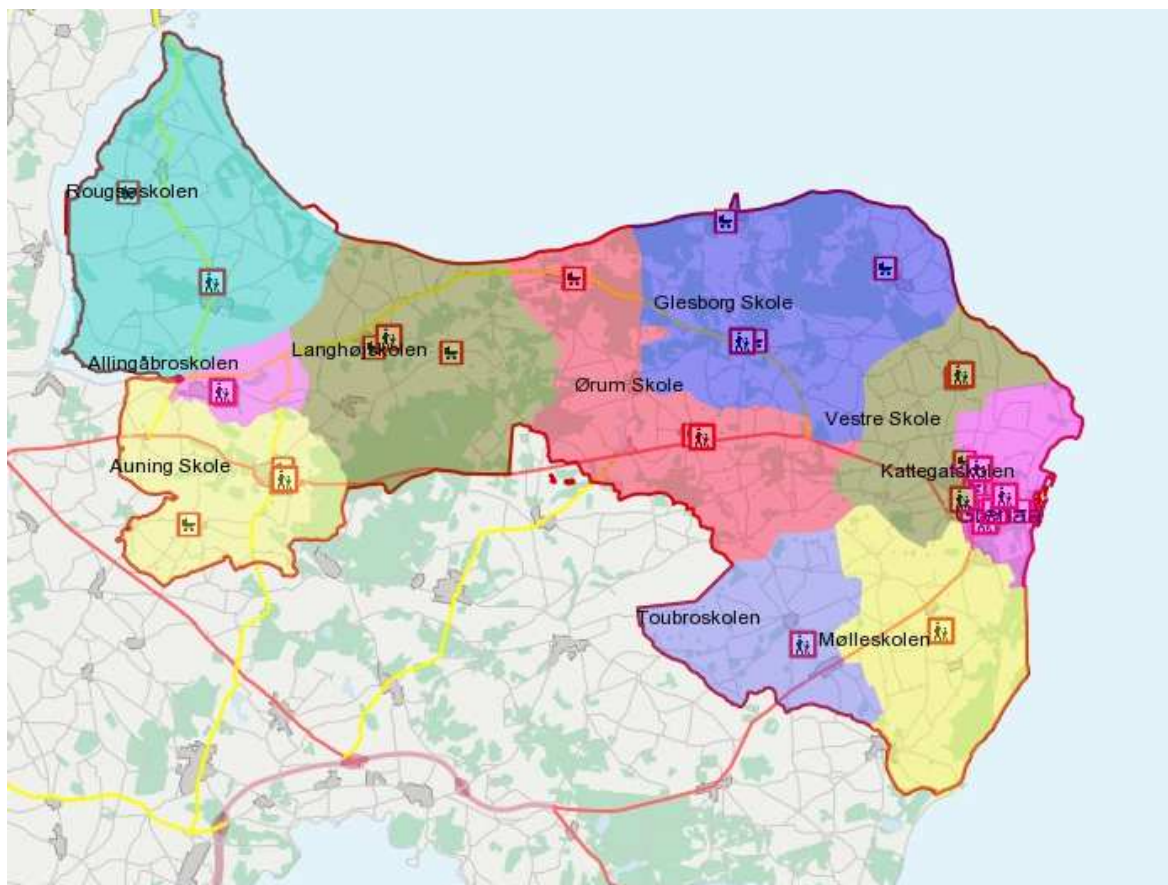 Rougsøskolen
Glesborg Skole
Langhøjskolen
Allingåbroskolen
Ørum Skole
Vestre Skole
Auning Skole
Kattegatskolen
Toubroskolen
Mølleskolen